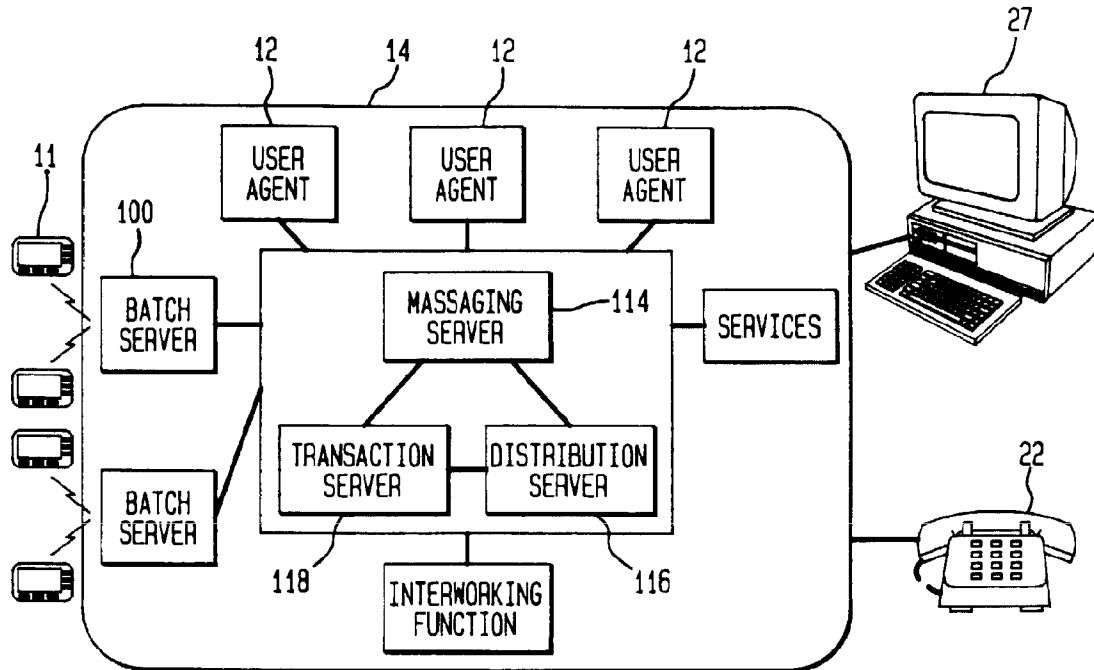 12
14
12
12
27
USER
AGENT
USER
AGENT
USER
AGENT
11
100
BATCH
SERVER
MASSAGING
SERVER
114
SERVICES
TRANSACTION
SERVER
DISTRIBUTION
SERVER
22
BATCH
SERVER
118
116
INTERWORKING
FUNCTION